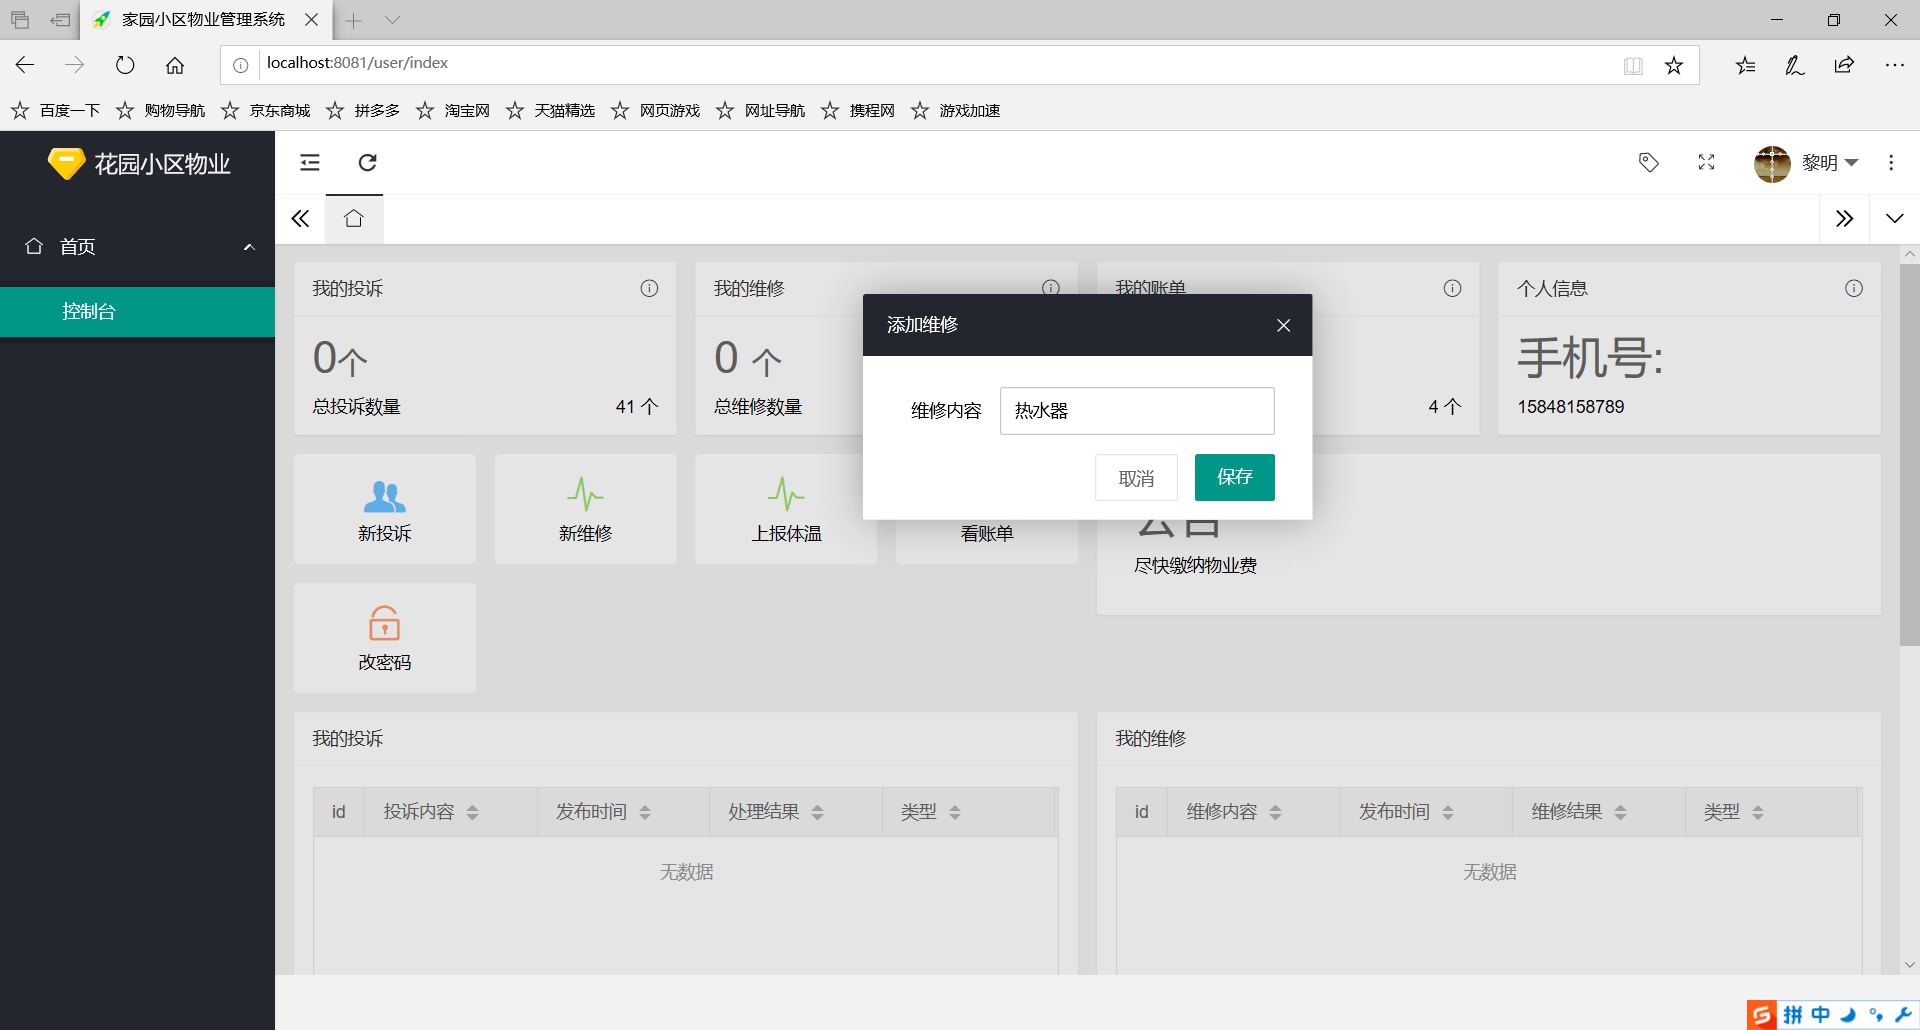 家园小区物业管理系统
localhost:8081/user/index
百度一下 购物导航 京东商城 拼多多 淘宝网 天猫精选 网页游戏 网址导航 携程网 游戏加速
花园小区物业
黎明
首页
控制台
我的投诉 我的维修 我的账单 个人信息
0个 0 个 手机号:
总投诉数量 41 个 总维修数量 4 个 15848158789
添加维修
维修内容 热水器
取消 保存
新投诉 新维修 上报体温 看账单
公告
尽快缴纳物业费
改密码
我的投诉 我的维修
id 投诉内容 发布时间 处理结果 类型
无数据
id 维修内容 发布时间 维修结果 类型
无数据
拼 中